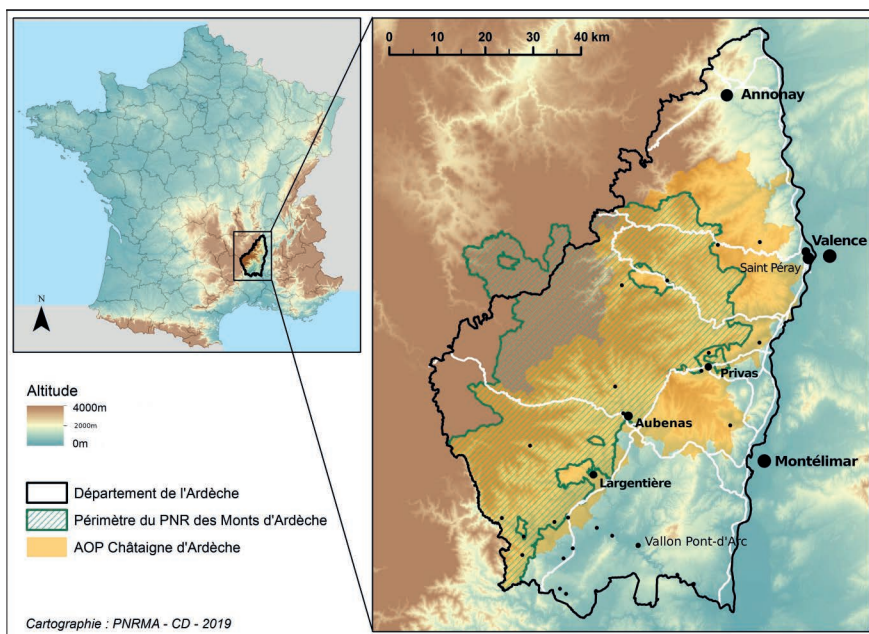 N
Altitude
4000m
2000m
0m
Département de l'Ardèche
Périmètre du PNR des Monts d'Ardèche
AOP Châtaigne d'Ardèche
Cartographie : PNRMA - CD - 2019
0 10 20 30 40 km
Annonay
Valence
Saint Péray
Privas
Aubenas
Montélimar
Largentière
Vallon Pont-d'Arc